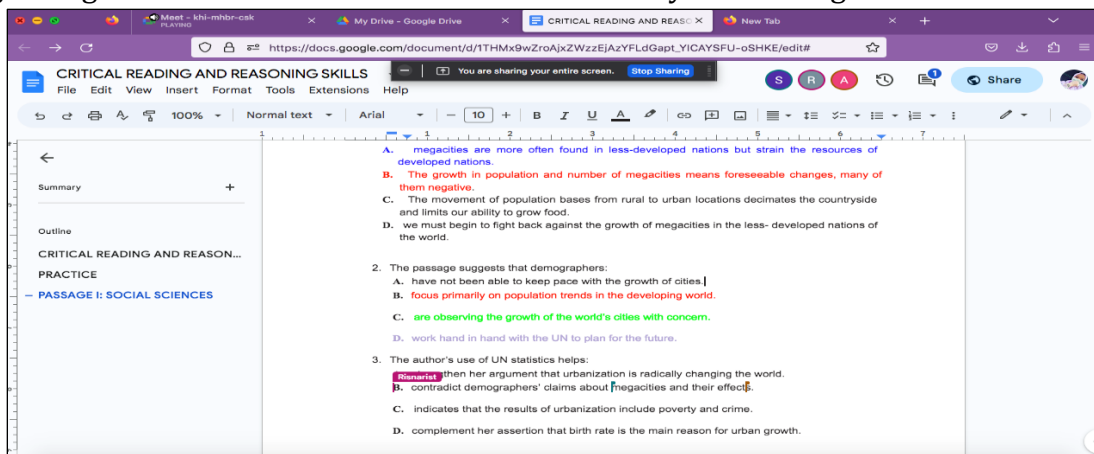 Meet - khi-mhbr-csk
PLAYING
My Drive - Google Drive
CRITICAL READING AND REASO
New Tab
https://docs.google.com/document/d/1THMx9wZroAjxZWzzEjAzYFLdGapt_YlCAYSFU-oSHKE/edit#
CRITICAL READING AND REASONING SKILLS
You are sharing your entire screen.
Stop Sharing
S R A
Share
File Edit View Insert Format Tools Extensions Help
100% Normal text Arial 10 B I U A
1 1 2 3 4 5 6 7
A. megacities are more often found in less-developed nations but strain the resources of
developed nations.
B. The growth in population and number of megacities means foreseeable changes, many of
them negative.
C. The movement of population bases from rural to urban locations decimates the countryside
and limits our ability to grow food.
D. we must begin to fight back against the growth of megacities in the less- developed nations of
the world.
Summary
Outline
CRITICAL READING AND REASON...
PRACTICE
PASSAGE I: SOCIAL SCIENCES
2. The passage suggests that demographers:
A. have not been able to keep pace with the growth of cities.
B. focus primarily on population trends in the developing world.
C. are observing the growth of the world's cities with concern.
D. work hand in hand with the UN to plan for the future.
3. The author's use of UN statistics helps:
Risnarist
then her argument that urbanization is radically changing the world.
B. contradict demographers' claims about megacities and their effects.
C. indicates that the results of urbanization include poverty and crime.
D. complement her assertion that birth rate is the main reason for urban growth.